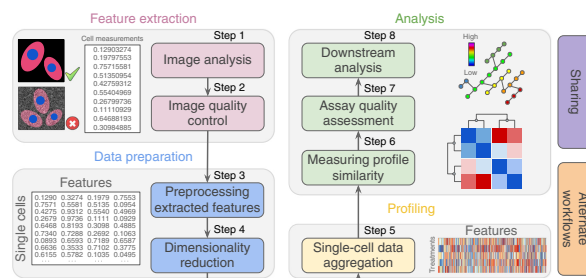 Feature extraction
Cell measurements
0.12903274
0.19797553
0.75715581
0.51350954
0.42759312
0.55404969
0.26799736
0.11110929
0.64688193
0.30984885
Step 1
Image analysis
Step 2
Image quality
control
Data preparation
Features
Single cells
0.1290 0.3274 0.1979 0.7553
0.7571 0.5581 0.5135 0.0954
0.4275 0.9312 0.5540 0.4969
0.2679 0.9736 0.1111 0.0929
0.6468 0.8193 0.3098 0.4885
0.7340 0.7288 0.2692 0.1063
0.0893 0.6593 0.7189 0.6587
0.6636 0.3533 0.7102 0.3775
0.6155 0.5782 0.1035 0.0495
Step 3
Preprocessing
extracted features
Step 4
Dimensionality
reduction
Analysis
Step 8
Downstream
analysis
High
Low
Step 7
Assay quality
assessment
Step 6
Measuring profile
similarity
Profiling
Step 5
Single-cell data
aggregation
Features
Treatments
Sharing
Alternate
workflows